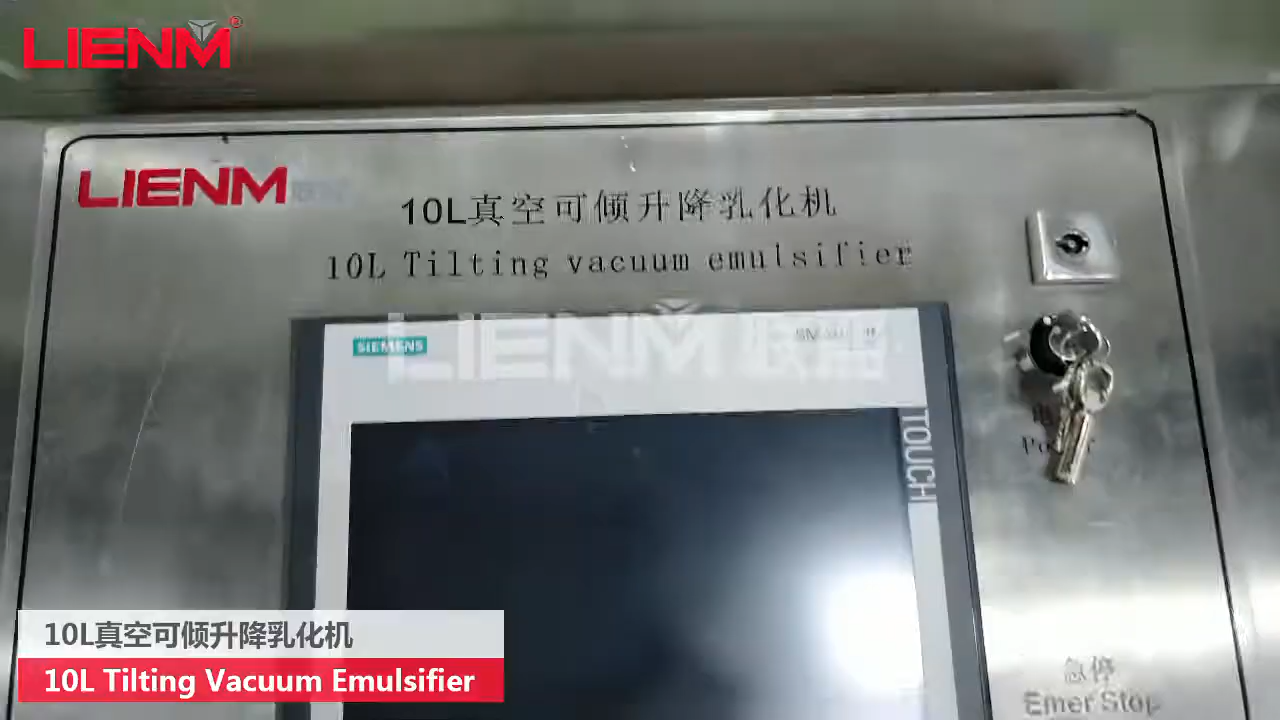 LIENM®
LIENM
10L真空可倾升降乳化机
10L Tilting vacuum emulsifier
SIEMENS
LIENM
TOUCH
Power
急停
Emer Stop
10L真空可倾升降乳化机
10L Tilting Vacuum Emulsifier